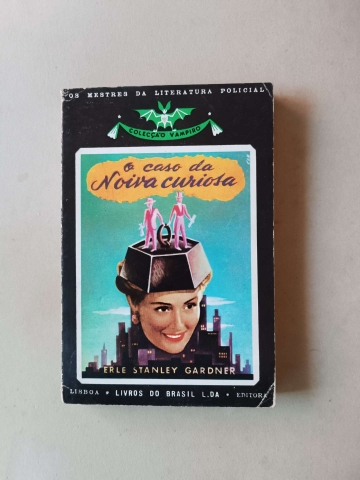 OS MESTRES DA LITERATURA POLICIAL
COLECÇÃO VAMPIRO
O caso da
Noiva curiosa
ERLE STANLEY GARDNER
LISBOA * LIVROS DO BRASIL L.DA * EDITORA